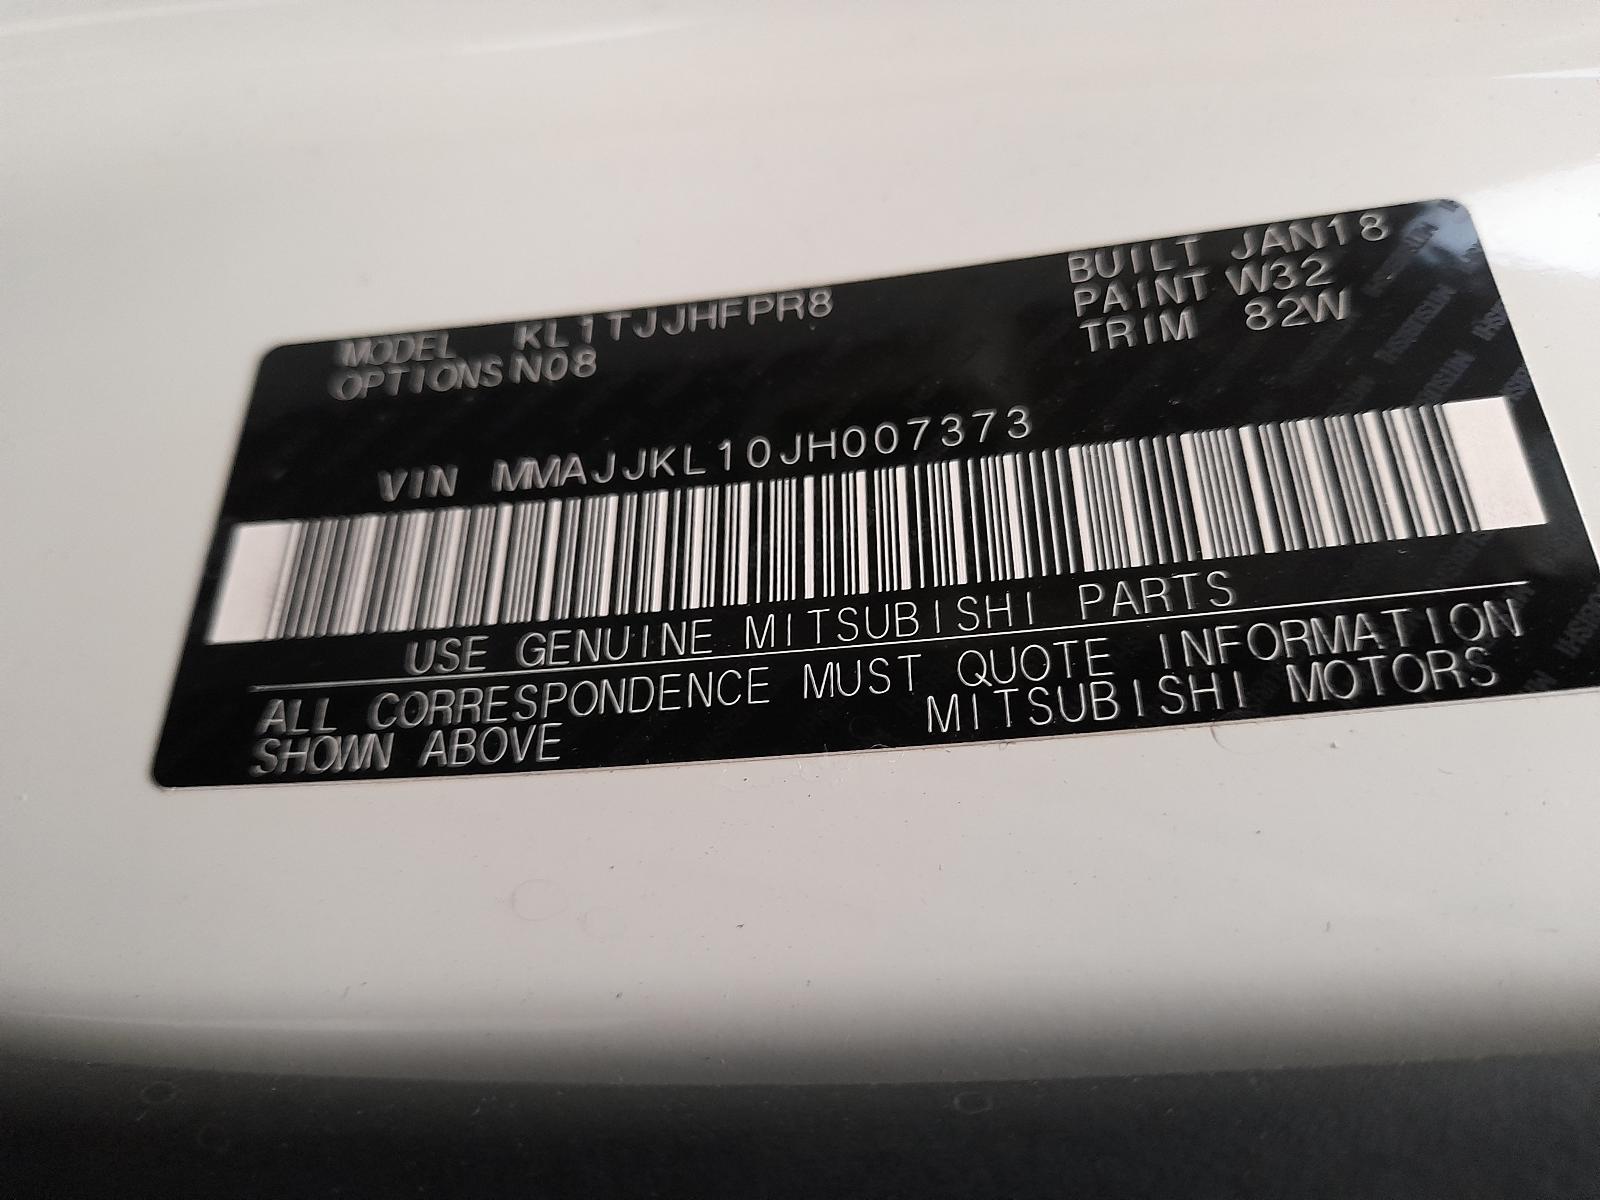 MODEL KL1TJJHFPR8 BUILT JAN18
OPTIONS N08 PAINT W32
TRIM 82W
VIN MMAJJKL10JH007373
USE GENUINE MITSUBISHI PARTS
ALL CORRESPONDENCE MUST QUOTE INFORMATION
SHOWN ABOVE MITSUBISHI MOTORS